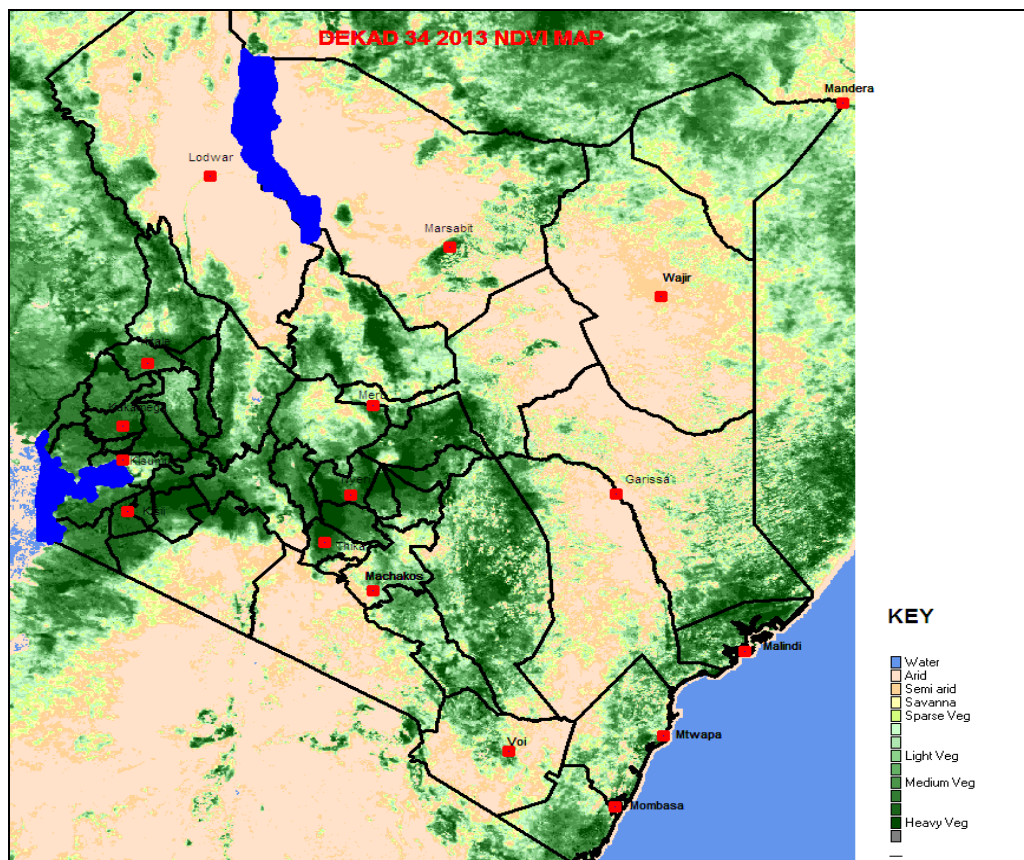 DEKAD 34 2013 NDVI MAP
Mandera
Lodwar
Marsabit
Wajir
Meru
Garissa
Machakos
Malindi
Voi
Mtwapa
Mombasa
KEY
Water
Arid
Semi arid
Savanna
Sparse Veg
Light Veg
Medium Veg
Heavy Veg